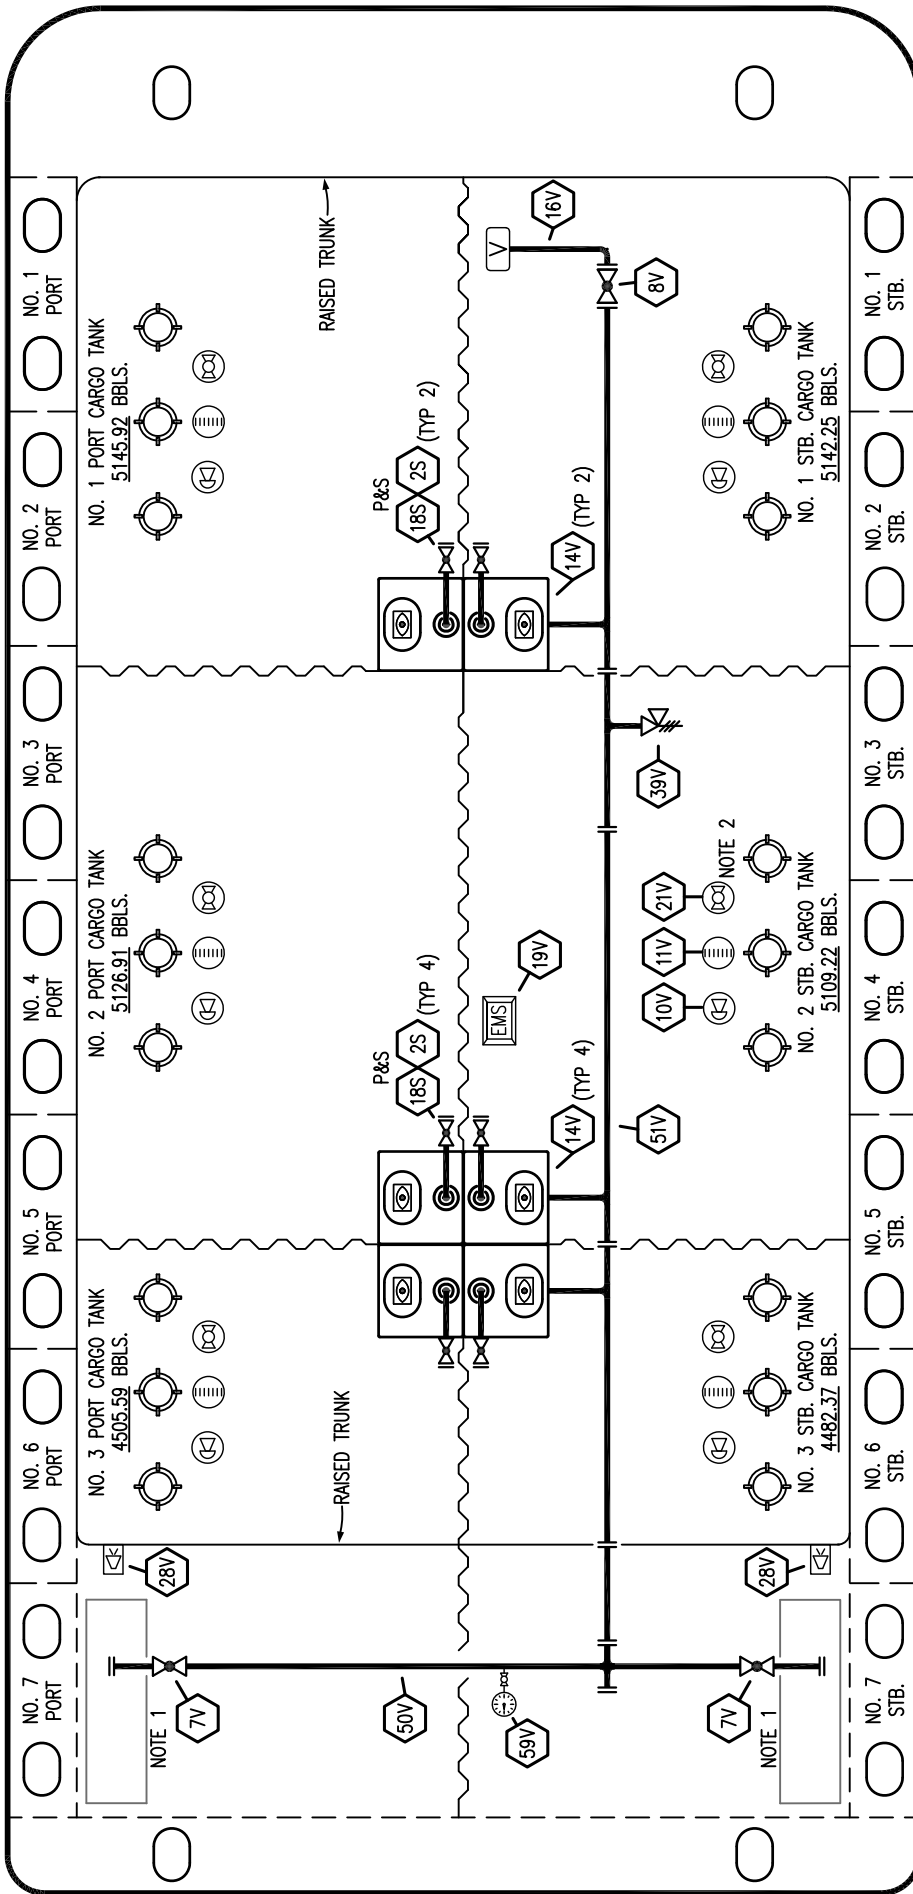 NO. 1
PORT
NO. 2
PORT
NO. 3
PORT
NO. 4
PORT
NO. 5
PORT
NO. 6
PORT
NO. 7
PORT
NO. 1 PORT CARGO TANK
5145.92 BBLS.
NO. 2 PORT CARGO TANK
5126.91 BBLS.
NO. 3 PORT CARGO TANK
4505.59 BBLS.
RAISED TRUNK
RAISED TRUNK
P&S
18S 2S (TYP 2)
P&S
18S 2S (TYP 4)
V
16V
8V
14V (TYP 2)
39V
EMS
19V
14V (TYP 4)
51V
10V
11V
21V
NOTE 2
28V
28V
7V
NOTE 1
50V
59V
7V
NOTE 1
NO. 1 STB. CARGO TANK
5142.25 BBLS.
NO. 2 STB. CARGO TANK
5109.22 BBLS.
NO. 3 STB. CARGO TANK
4482.37 BBLS.
NO. 1
STB.
NO. 2
STB.
NO. 3
STB.
NO. 4
STB.
NO. 5
STB.
NO. 6
STB.
NO. 7
STB.